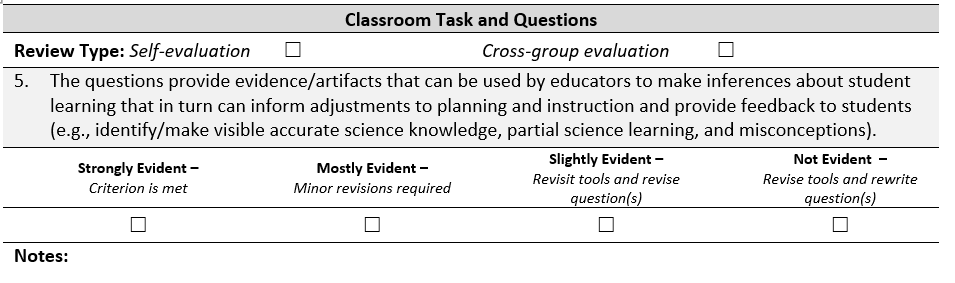 Classroom Task and Questions
Review Type: Self-evaluation ☐ Cross-group evaluation ☐
5. The questions provide evidence/artifacts that can be used by educators to make inferences about student
learning that in turn can inform adjustments to planning and instruction and provide feedback to students
(e.g., identify/make visible accurate science knowledge, partial science learning, and misconceptions).
Strongly Evident –
Criterion is met
Mostly Evident –
Minor revisions required
Slightly Evident –
Revisit tools and revise
question(s)
Not Evident –
Revise tools and rewrite
question(s)
☐ ☐ ☐ ☐
Notes: